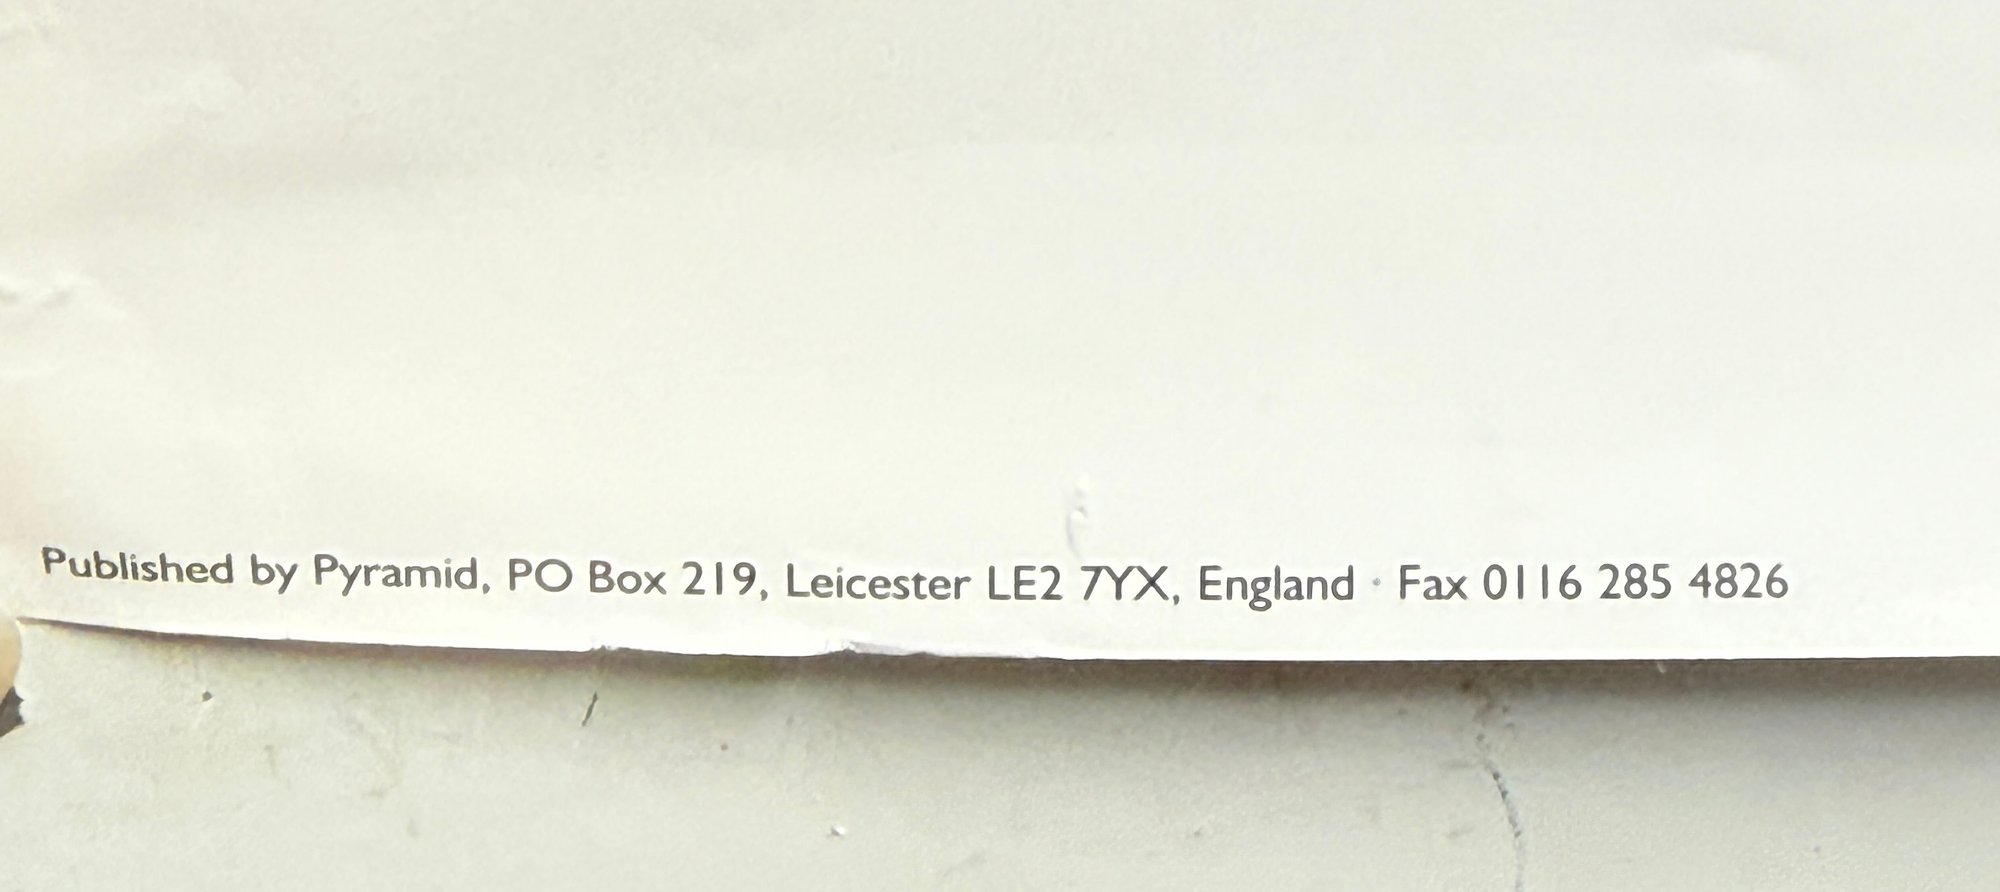 Published by Pyramid, PO Box 219, Leicester LE2 7YX, England · Fax 0116 285 4826